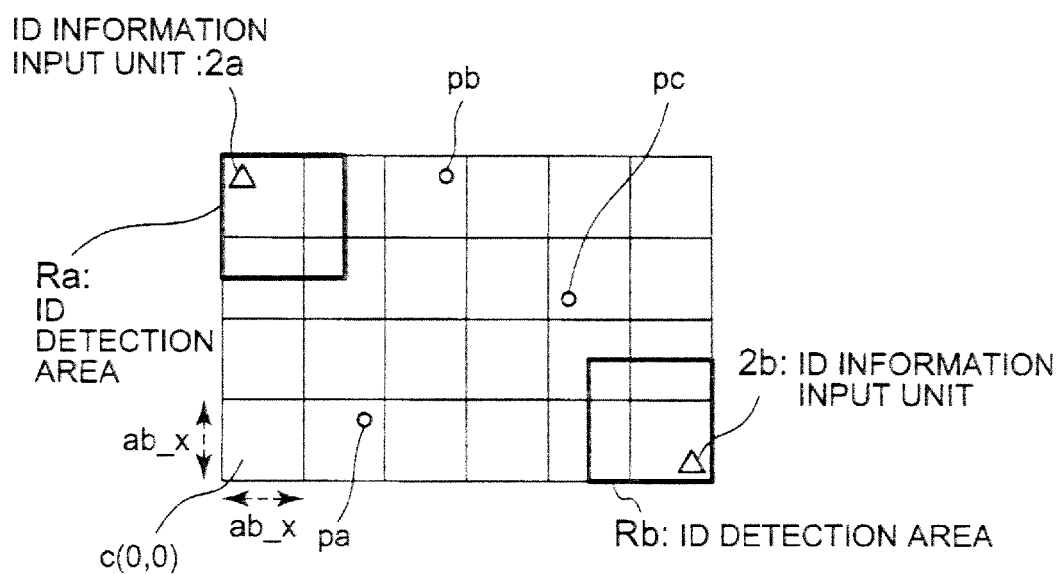 ID INFORMATION
INPUT UNIT :2a
pb
pc
Ra:
ID
DETECTION
AREA
2b: ID INFORMATION
INPUT UNIT
ab_x
ab_x
pa
c(0,0)
Rb: ID DETECTION AREA